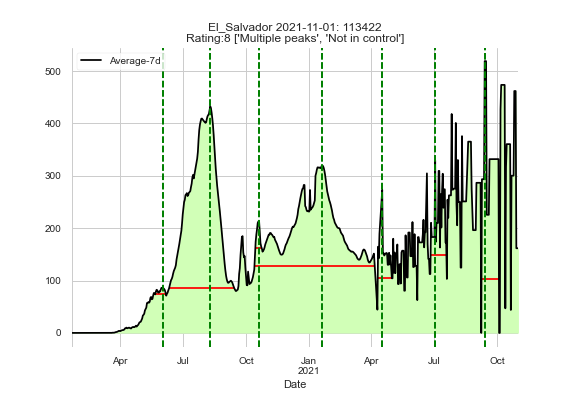 El_Salvador 2021-11-01: 113422
Rating:8 ['Multiple peaks', 'Not in control']
Average-7d
500
400
300
200
100
0
Apr Jul Oct Jan Apr Jul Oct
2021
Date